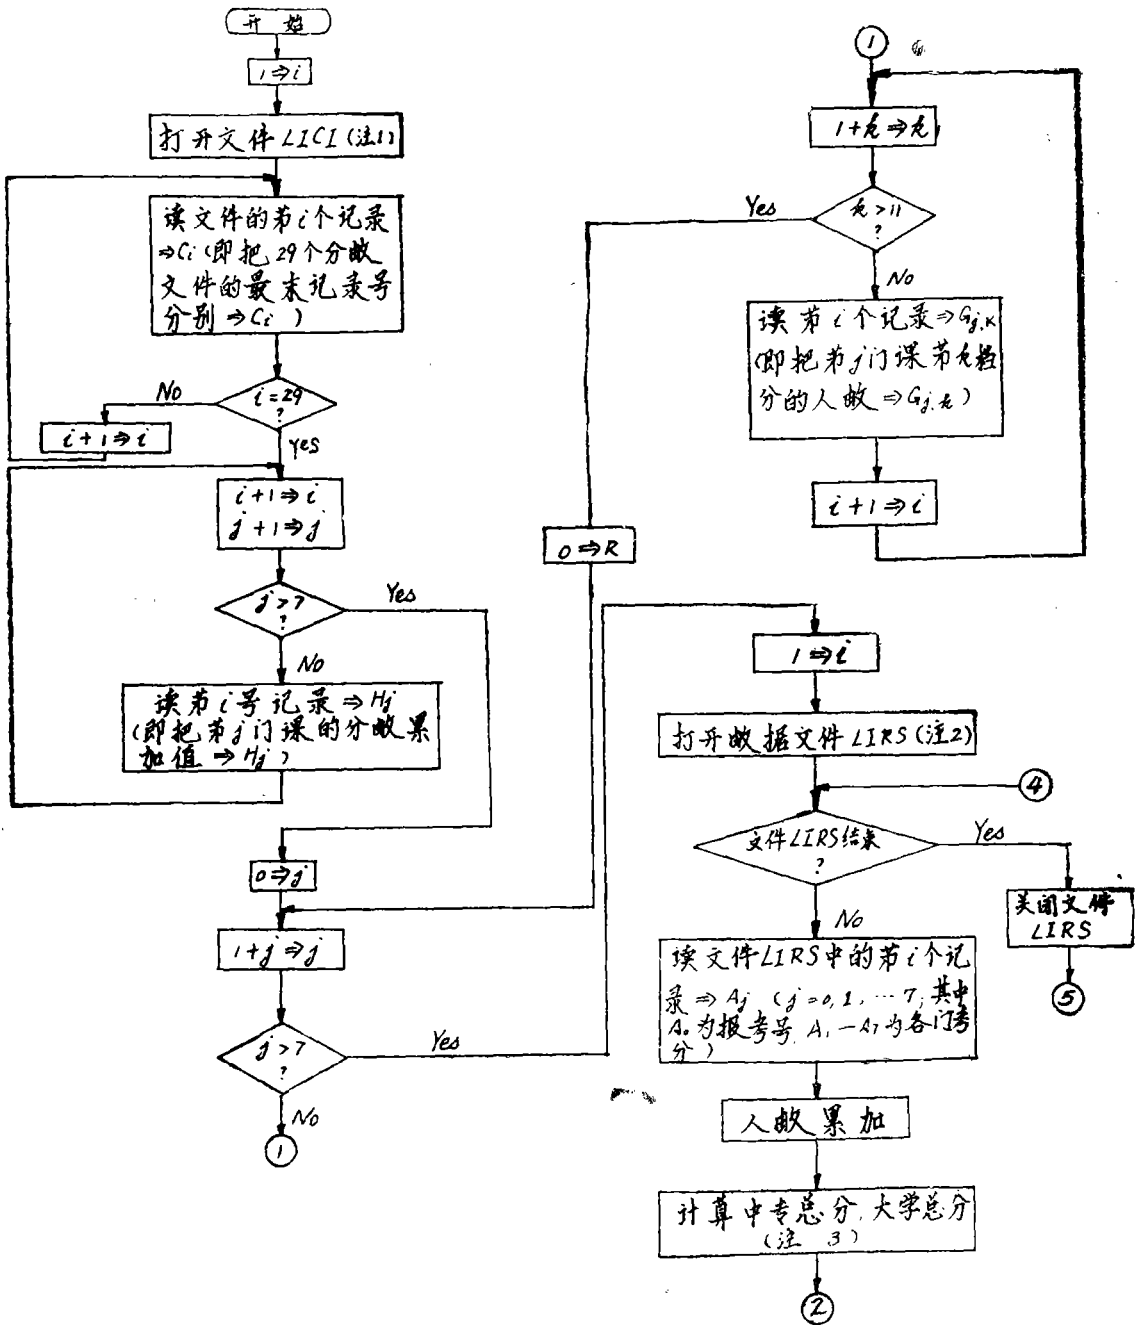 开始
1⇒i
打开文件LICI(注1)
读文件的第i个记录
⇒Ci(即把29个分数
文件的最末记录号
分别⇒Ci)
i=29
?
No
i+1⇒i
yes
i+1⇒i
j+1⇒j
j>7
?
Yes
No
读第i号记录⇒Hj
(即把第j门课的分数累
加值⇒Hj)
0⇒j
1+j⇒j
j>7
?
Yes
No
1
0⇒R
1
1+k⇒k
k>11
?
Yes
No
读第i个记录⇒Gj,K
(即把第j门课第k档
分的人数⇒Gj,k)
i+1⇒i
1⇒i
打开数据文件LIRS(注2)
4
文件LIRS结束
?
Yes
关闭文件
LIRS
5
No
读文件LIRS中的第i个记
录⇒Aj (j=0,1,…7,其中
A0为报考号,A1—A7为各门考
分)
人数累加
计算中专总分,大学总分
(注 3)
2